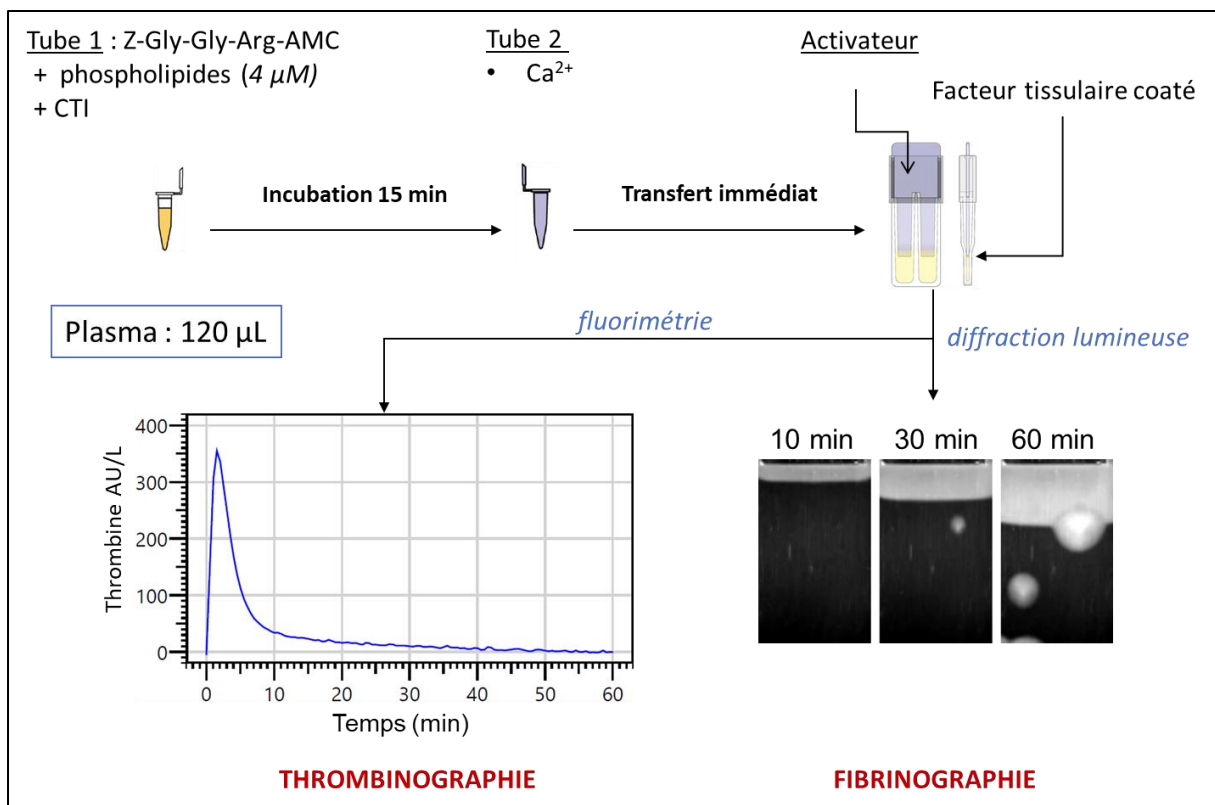 Tube 1 : Z-Gly-Gly-Arg-AMC
+ phospholipides (4 µM)
+ CTI
Tube 2
• Ca²⁺
Activateur
Facteur tissulaire coaté
Incubation 15 min
Transfert immédiat
Plasma : 120 µL
fluorimétrie
diffraction lumineuse
Thrombine AU/L
400
300
200
100
0
0 10 20 30 40 50 60
Temps (min)
10 min 30 min 60 min
THROMBINOGRAPHIE
FIBRINOGRAPHIE